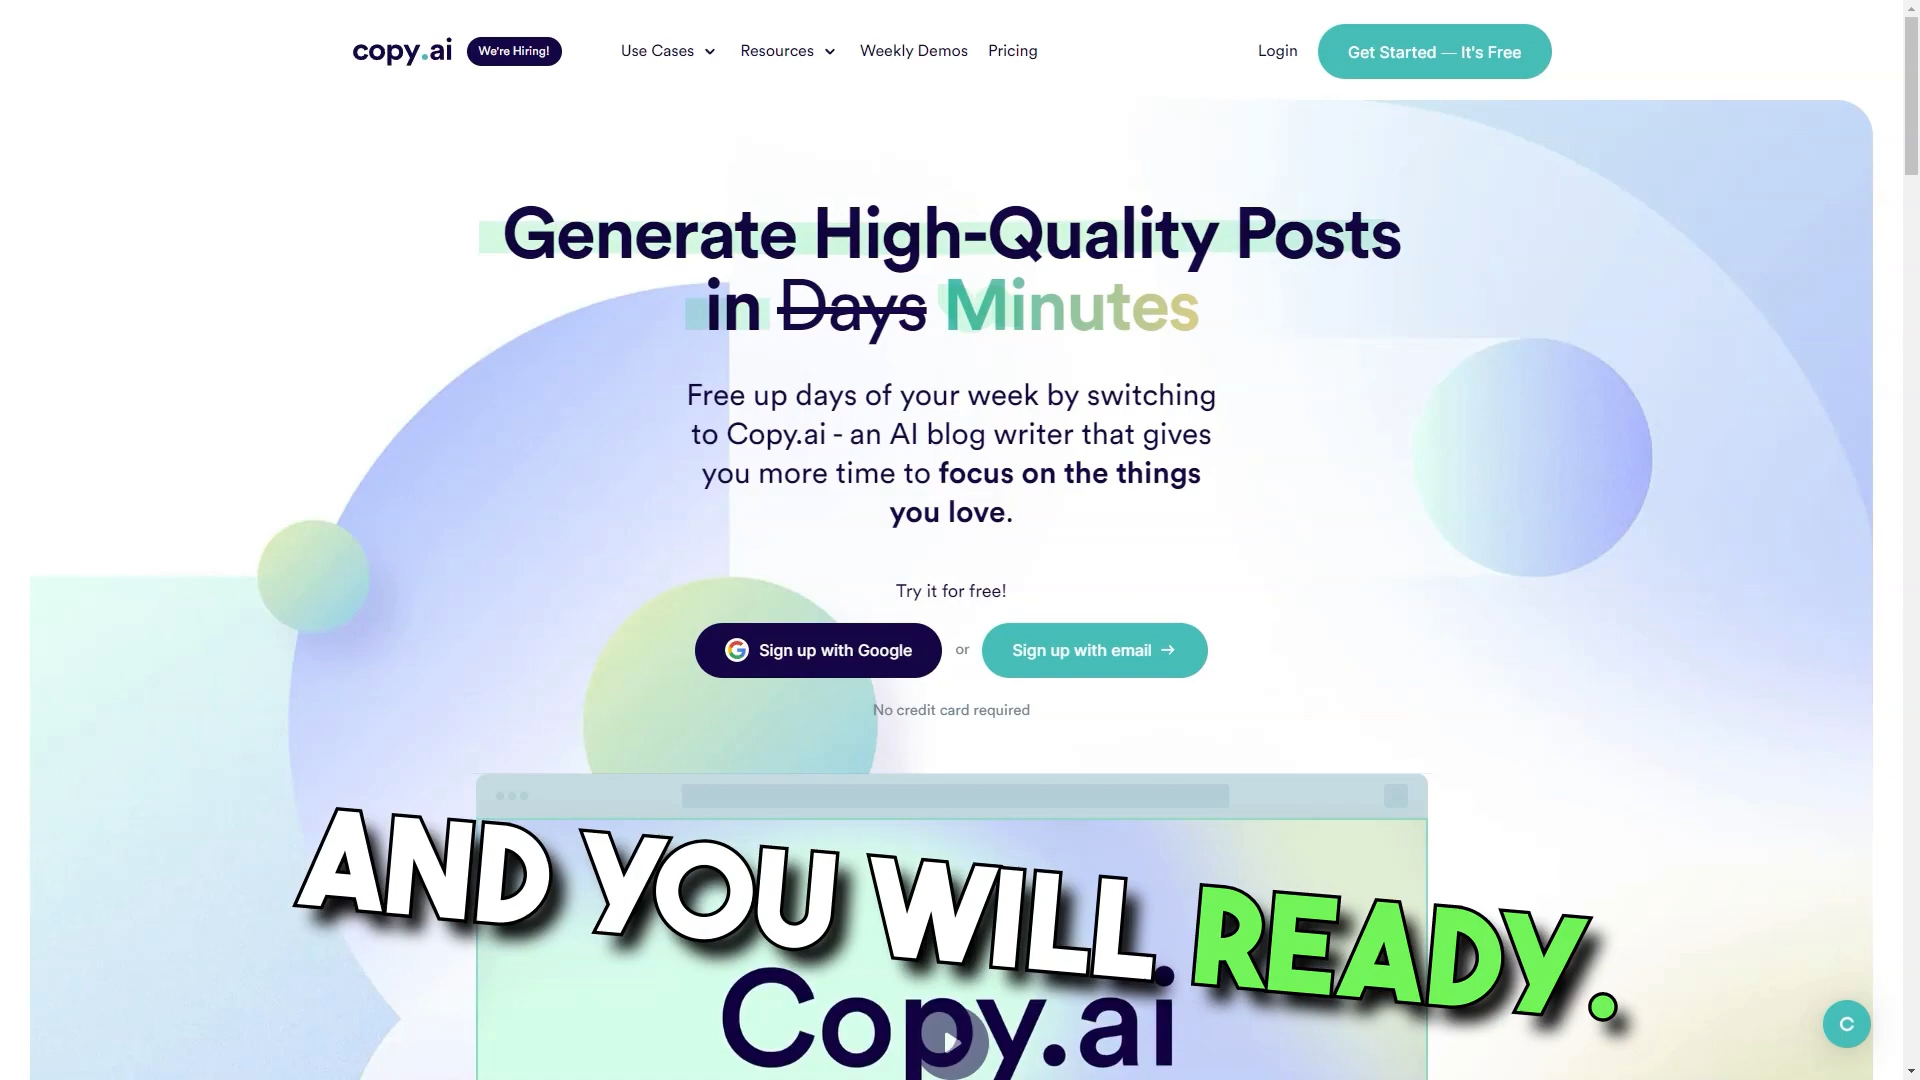 copy.ai
We're Hiring!
Use Cases
Resources
Weekly Demos
Pricing
Login
Get Started — It's Free
Generate High-Quality Posts
in Days Minutes
Free up days of your week by switching
to Copy.ai - an AI blog writer that gives
you more time to focus on the things
you love.
Try it for free!
Sign up with Google
or
Sign up with email →
No credit card required
AND YOU WILL READY.
Copy.ai
C